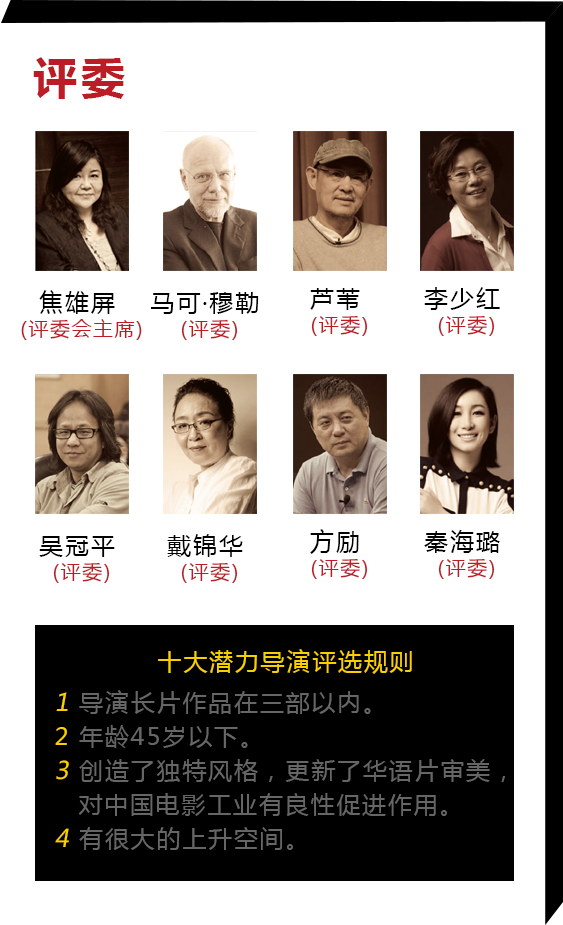 评委
焦雄屏 马可·穆勒 芦苇 李少红
(评委会主席) (评委) (评委) (评委)
吴冠平 戴锦华 方励 秦海璐
(评委) (评委) (评委) (评委)
十大潜力导演评选规则
1 导演长片作品在三部以内。
2 年龄45岁以下。
3 创造了独特风格，更新了华语片审美，
对中国电影工业有良性促进作用。
4 有很大的上升空间。